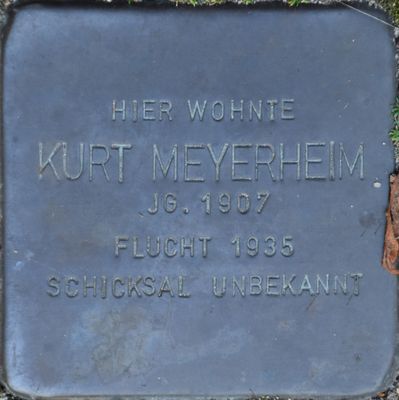 HIER WOHNTE
KURT MEYERHEIM
JG. 1907
FLUCHT 1935
SCHICKSAL UNBEKANNT